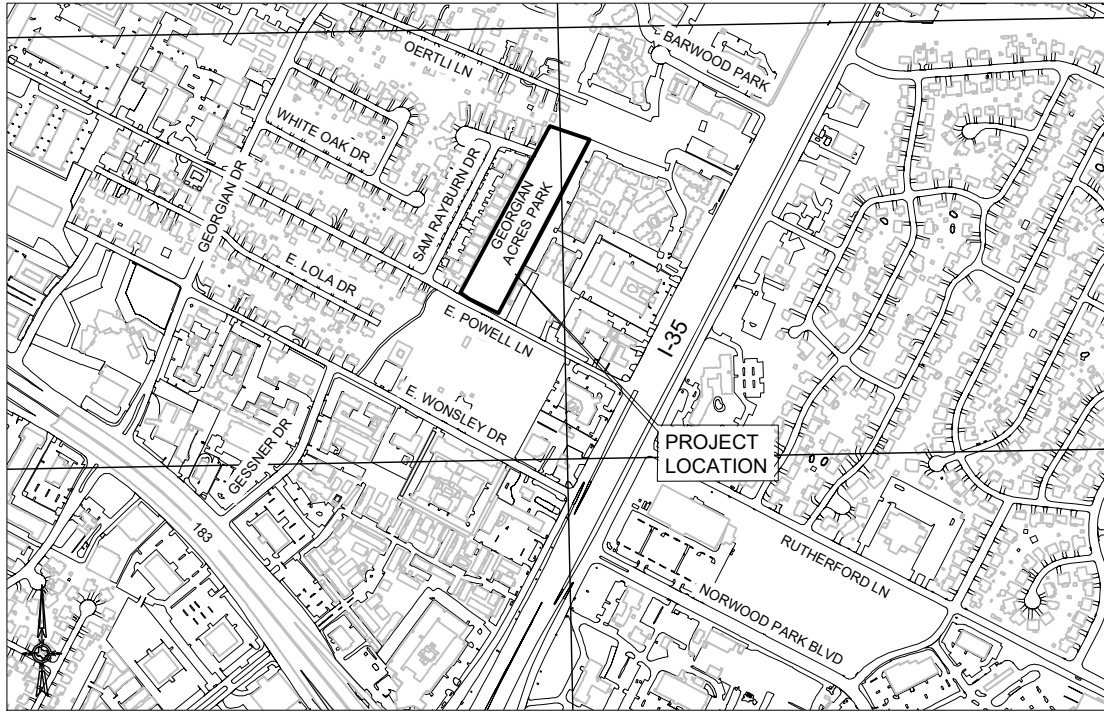 OERTLI LN
BARWOOD PARK
WHITE OAK DR
GEORGIAN DR
SAM RAYBURN DR
GEORGIAN
ACRES PARK
E. LOLA DR
E. POWELL LN
I-35
E. WONSLEY DR
GESSNER DR
183
PROJECT
LOCATION
RUTHERFORD LN
NORWOOD PARK BLVD